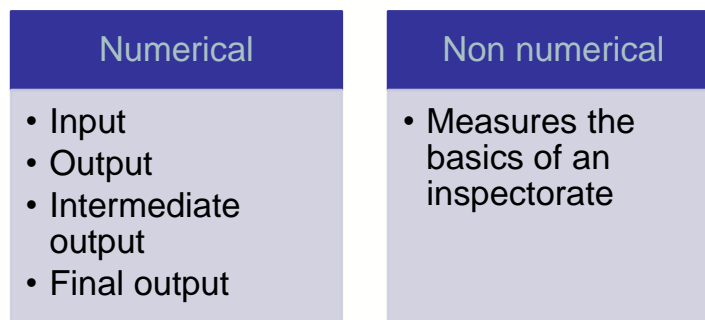 Numerical
• Input
• Output
• Intermediate
output
• Final output
Non numerical
• Measures the
basics of an
inspectorate